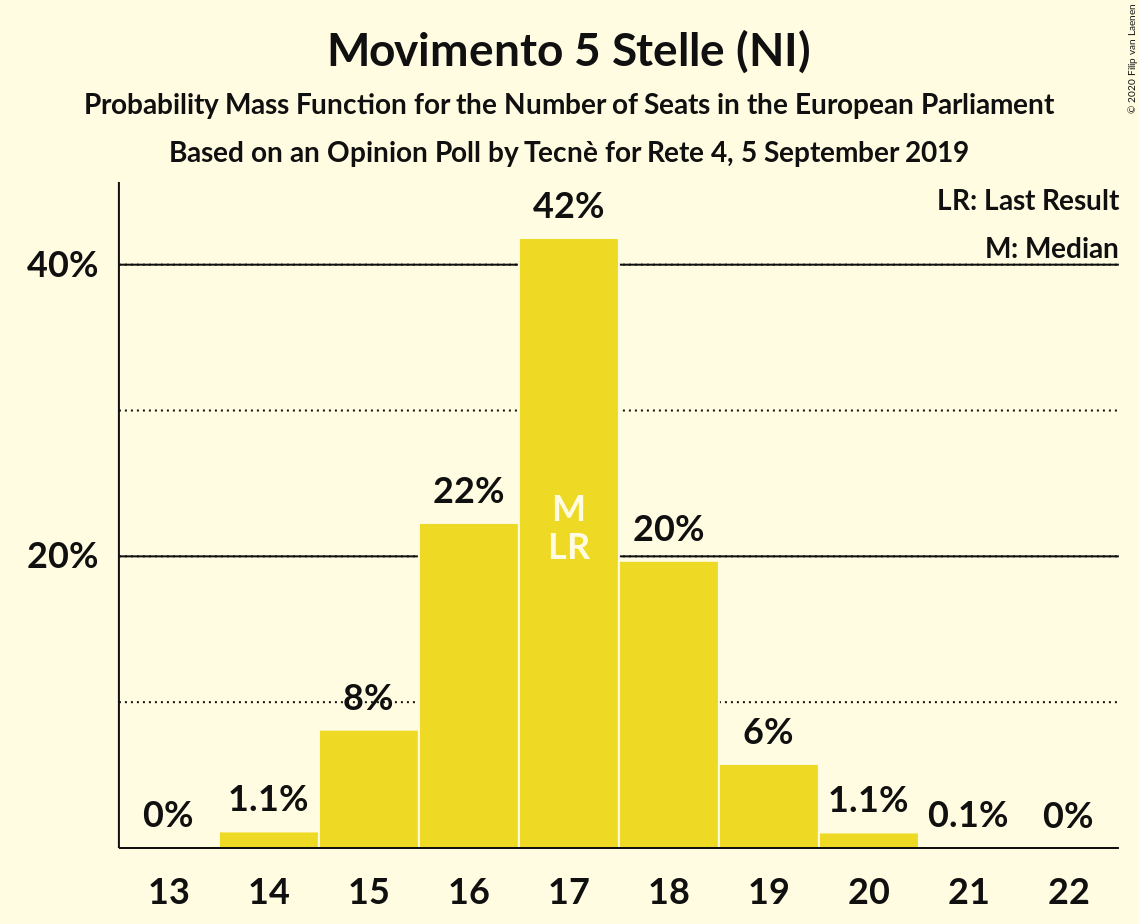 Movimento 5 Stelle (NI)
Probability Mass Function for the Number of Seats in the European Parliament
Based on an Opinion Poll by Tecnè for Rete 4, 5 September 2019
© 2020 Filip van Laenen
LR: Last Result
M: Median
40%
20%
0%
1.1%
8%
22%
42%
M
LR
20%
6%
1.1%
0.1%
0%
13 14 15 16 17 18 19 20 21 22